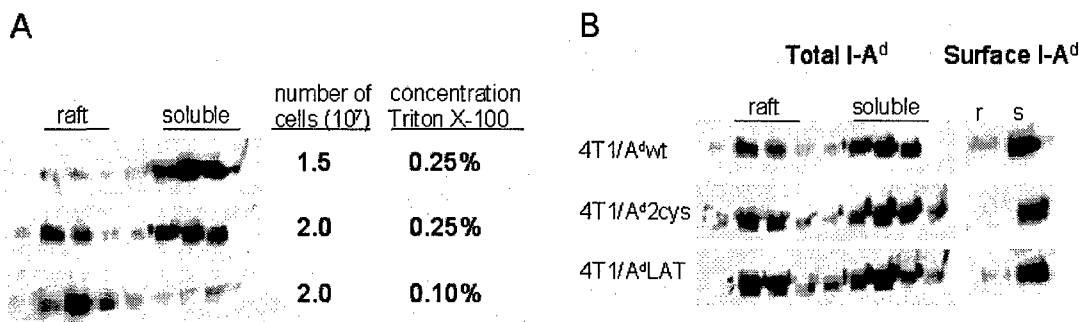 A
raft soluble number of cells (10⁷) concentration Triton X-100
1.5 0.25%
2.0 0.25%
2.0 0.10%
B
Total I-Aᵈ Surface I-Aᵈ
raft soluble r s
4T1/Aᵈwt
4T1/Aᵈ2cys
4T1/AᵈLAT